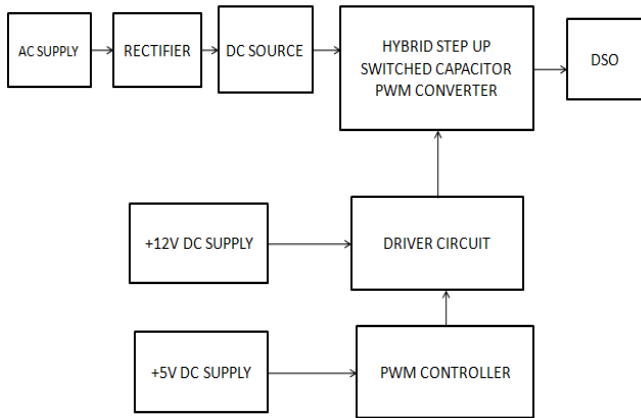 AC SUPPLY
RECTIFIER
DC SOURCE
HYBRID STEP UP
SWITCHED CAPACITOR
PWM CONVERTER
DSO
+12V DC SUPPLY
DRIVER CIRCUIT
+5V DC SUPPLY
PWM CONTROLLER